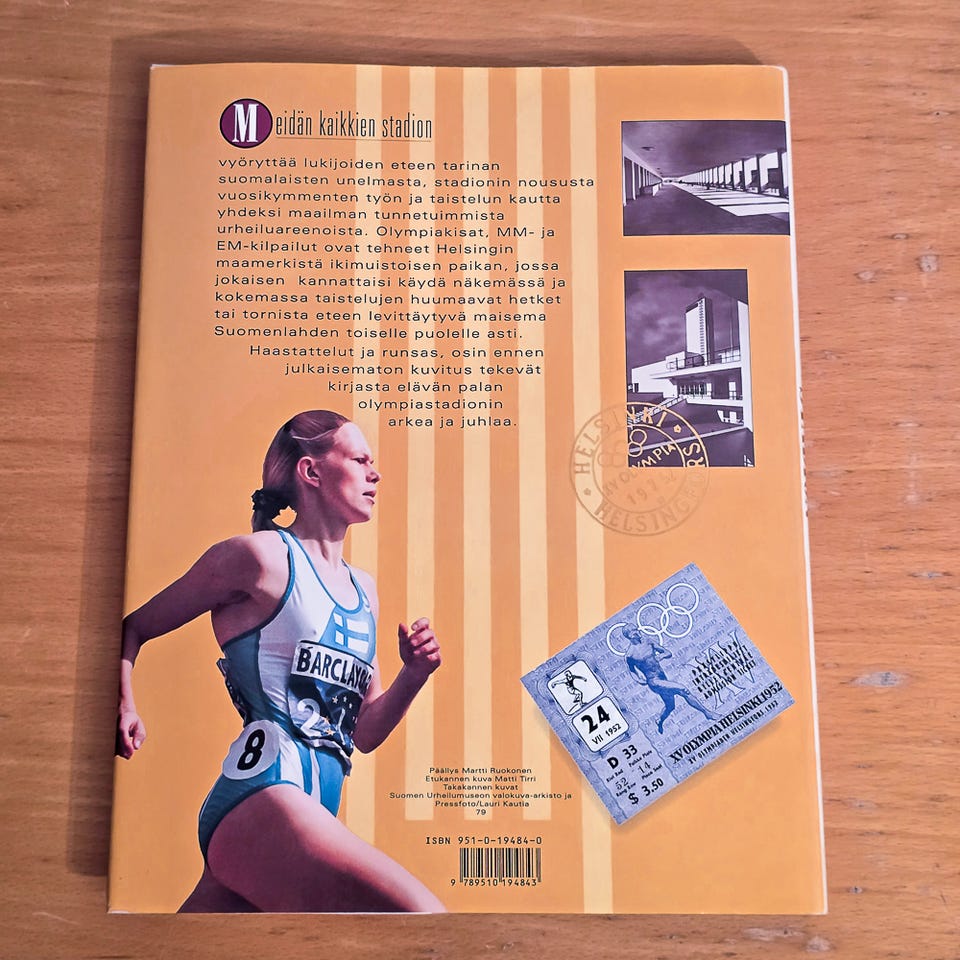 Meidän kaikkien stadion
vyöryttää lukijoiden eteen tarinan
suomalaisten unelmasta, stadionin noususta
vuosikymmenten työn ja taistelun kautta
yhdeksi maailman tunnetuimmista
urheiluareenoista. Olympiakisat, MM- ja
EM-kilpailut ovat tehneet Helsingin
maamerkistä ikimuistoisen paikan, jossa
jokaisen kannattaisi käydä näkemässä ja
kokemassa taistelujen huumaavat hetket
tai tornista eteen levittäytyvä maisema
Suomenlahden toiselle puolelle asti.
Haastattelut ja runsas, osin ennen
julkaisematon kuvitus tekevät
kirjasta elävän palan
olympiastadionin
arkea ja juhlaa.
HELSINKI
HELSINGFORS
BARCLAY
8
24
VII 1952
D 33
52 14
$ 3.50
XV OLYMPIA HELSINKI 1952
Päällys Martti Ruokonen
Etukannen kuva Matti Tirri
Takakannen kuvat
Suomen Urheilumuseon valokuva-arkisto ja
Pressfoto/Lauri Kautia
79
ISBN 951-0-19484-0
9 789510 194843